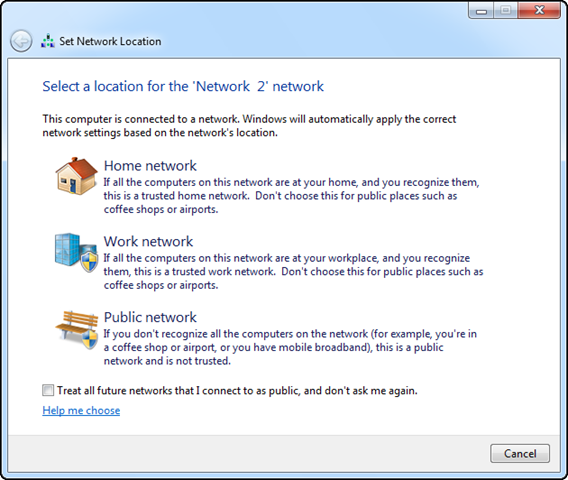 Set Network Location
Select a location for the 'Network 2' network
This computer is connected to a network. Windows will automatically apply the correct
network settings based on the network's location.
Home network
If all the computers on this network are at your home, and you recognize them,
this is a trusted home network. Don't choose this for public places such as
coffee shops or airports.
Work network
If all the computers on this network are at your workplace, and you recognize
them, this is a trusted work network. Don't choose this for public places such as
coffee shops or airports.
Public network
If you don't recognize all the computers on the network (for example, you're in
a coffee shop or airport, or you have mobile broadband), this is a public
network and is not trusted.
Treat all future networks that I connect to as public, and don't ask me again.
Help me choose
Cancel